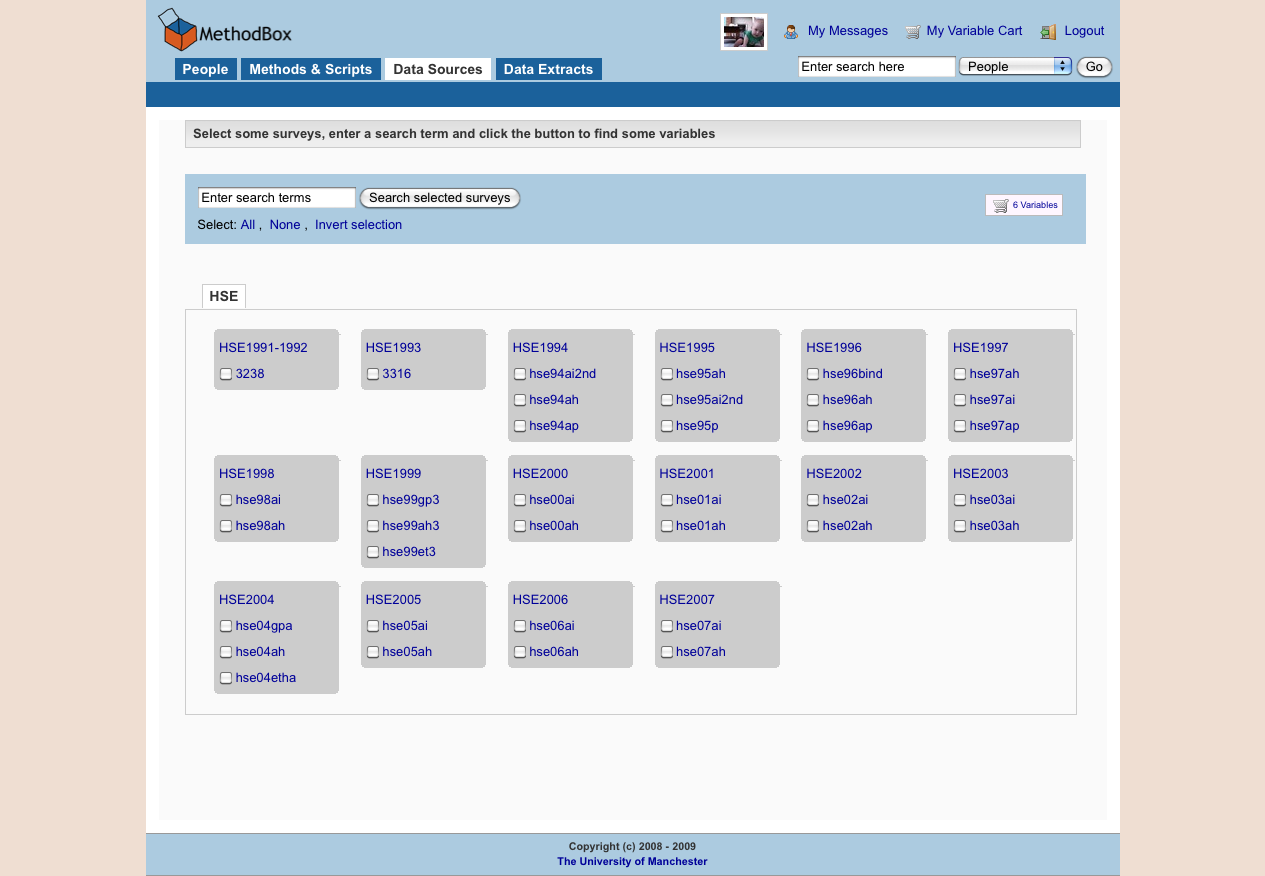 MethodBox
My Messages My Variable Cart Logout
People Methods & Scripts Data Sources Data Extracts
Enter search here People Go
Select some surveys, enter a search term and click the button to find some variables
Enter search terms Search selected surveys
6 Variables
Select: All , None , Invert selection
HSE
HSE1991-1992 HSE1993 HSE1994 HSE1995 HSE1996 HSE1997
3238 3316 hse94ai2nd hse95ah hse96bind hse97ah
hse94ah hse95ai2nd hse96ah hse97ai
hse94ap hse95p hse96ap hse97ap
HSE1998 HSE1999 HSE2000 HSE2001 HSE2002 HSE2003
hse98ai hse99gp3 hse00ai hse01ai hse02ai hse03ai
hse98ah hse99ah3 hse00ah hse01ah hse02ah hse03ah
hse99et3
HSE2004 HSE2005 HSE2006 HSE2007
hse04gpa hse05ai hse06ai hse07ai
hse04ah hse05ah hse06ah hse07ah
hse04etha
Copyright (c) 2008 - 2009
The University of Manchester